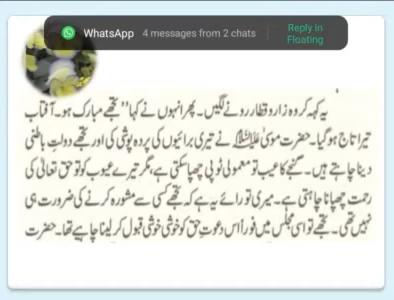 WhatsApp 4 messages from 2 chats
Reply in Floating
یہ کہہ کر وہ زار و قطار رونے لگیں۔ پھر انہوں نے کہا ”تجھے مبارک ہو۔ آفتاب
تیرا تاج ہو گیا۔ حضرت موسیٰ علیہ السلام نے تیری برائیوں کی پردہ پوشی کی اور تجھے دولتِ باطنی
دینا چاہتے ہیں۔ گنجے کا عیب تو معمولی ٹوپی چھپا سکتی ہے، مگر تیرے عیوب کو تو حق تعالیٰ کی
رحمت چھپانا چاہتی ہے۔ میری تو رائے یہ ہے کہ تجھے کسی سے مشورہ کرنے کی ضرورت ہی
نہیں تھی۔ تجھے تو اسی مجلس میں فوراً اس دعوتِ حق کو خوشی خوشی قبول کر لینا چاہیے تھا۔ حضرت